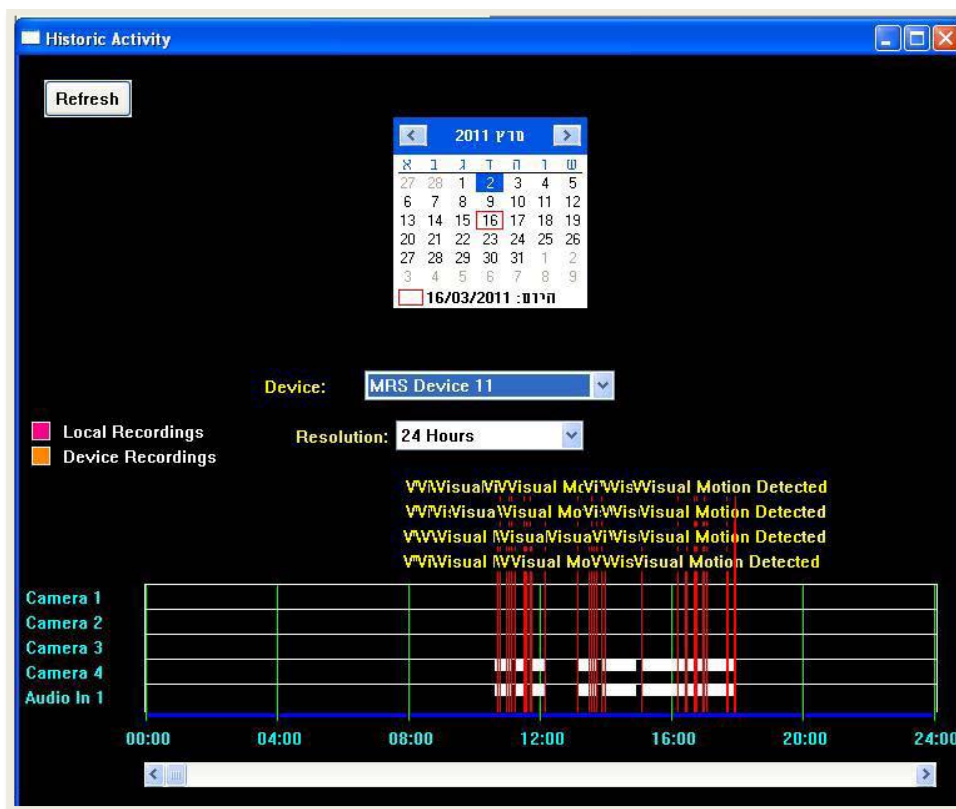 Historic Activity
Refresh
מרץ 2011
א ב ג ד ה ו ש
27 28 1 2 3 4 5
6 7 8 9 10 11 12
13 14 15 16 17 18 19
20 21 22 23 24 25 26
27 28 29 30 31 1 2
3 4 5 6 7 8 9
היום: 16/03/2011
Device: MRS Device 11
Local Recordings
Resolution: 24 Hours
Device Recordings
Visual Motion Detected
Visual Motion Detected
Visual Motion Detected
Visual Motion Detected
Camera 1
Camera 2
Camera 3
Camera 4
Audio In 1
00:00 04:00 08:00 12:00 16:00 20:00 24:00